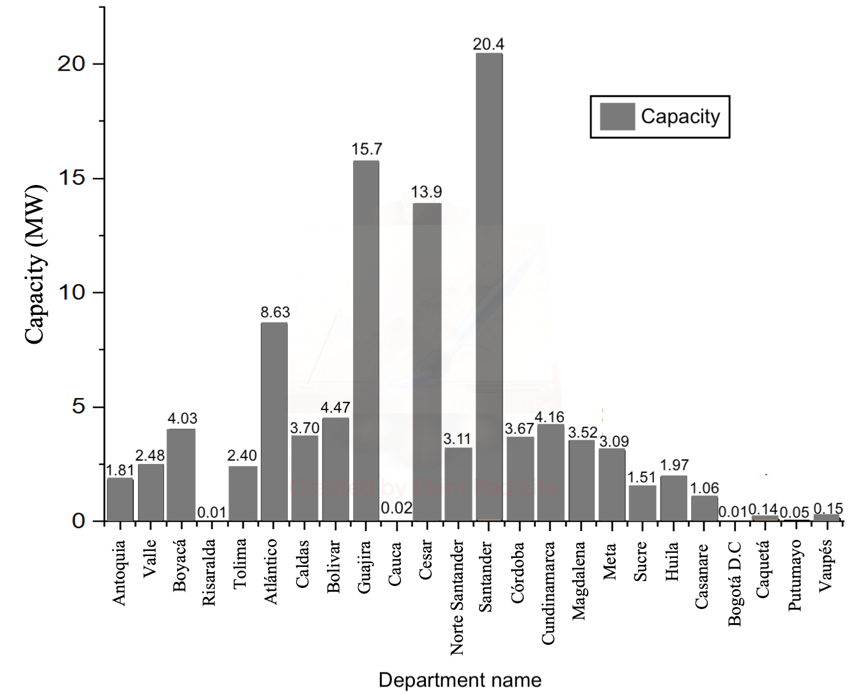 20.4
Capacity
15.7
13.9
8.63
4.47
4.16
4.03
3.70
3.67
3.52
3.11
3.09
2.48
2.40
1.97
1.81
1.51
1.06
0.01
0.02
0.01
0.14
0.05
0.15
20
15
10
5
0
Capacity (MW)
Antoquia
Valle
Boyacá
Risaralda
Tolima
Atlántico
Caldas
Bolivar
Guajira
Cauca
Cesar
Norte Santander
Santander
Córdoba
Cundinamarca
Magdalena
Meta
Sucre
Huila
Casanare
Bogotá D.C
Caquetá
Putumayo
Vaupés
Department name